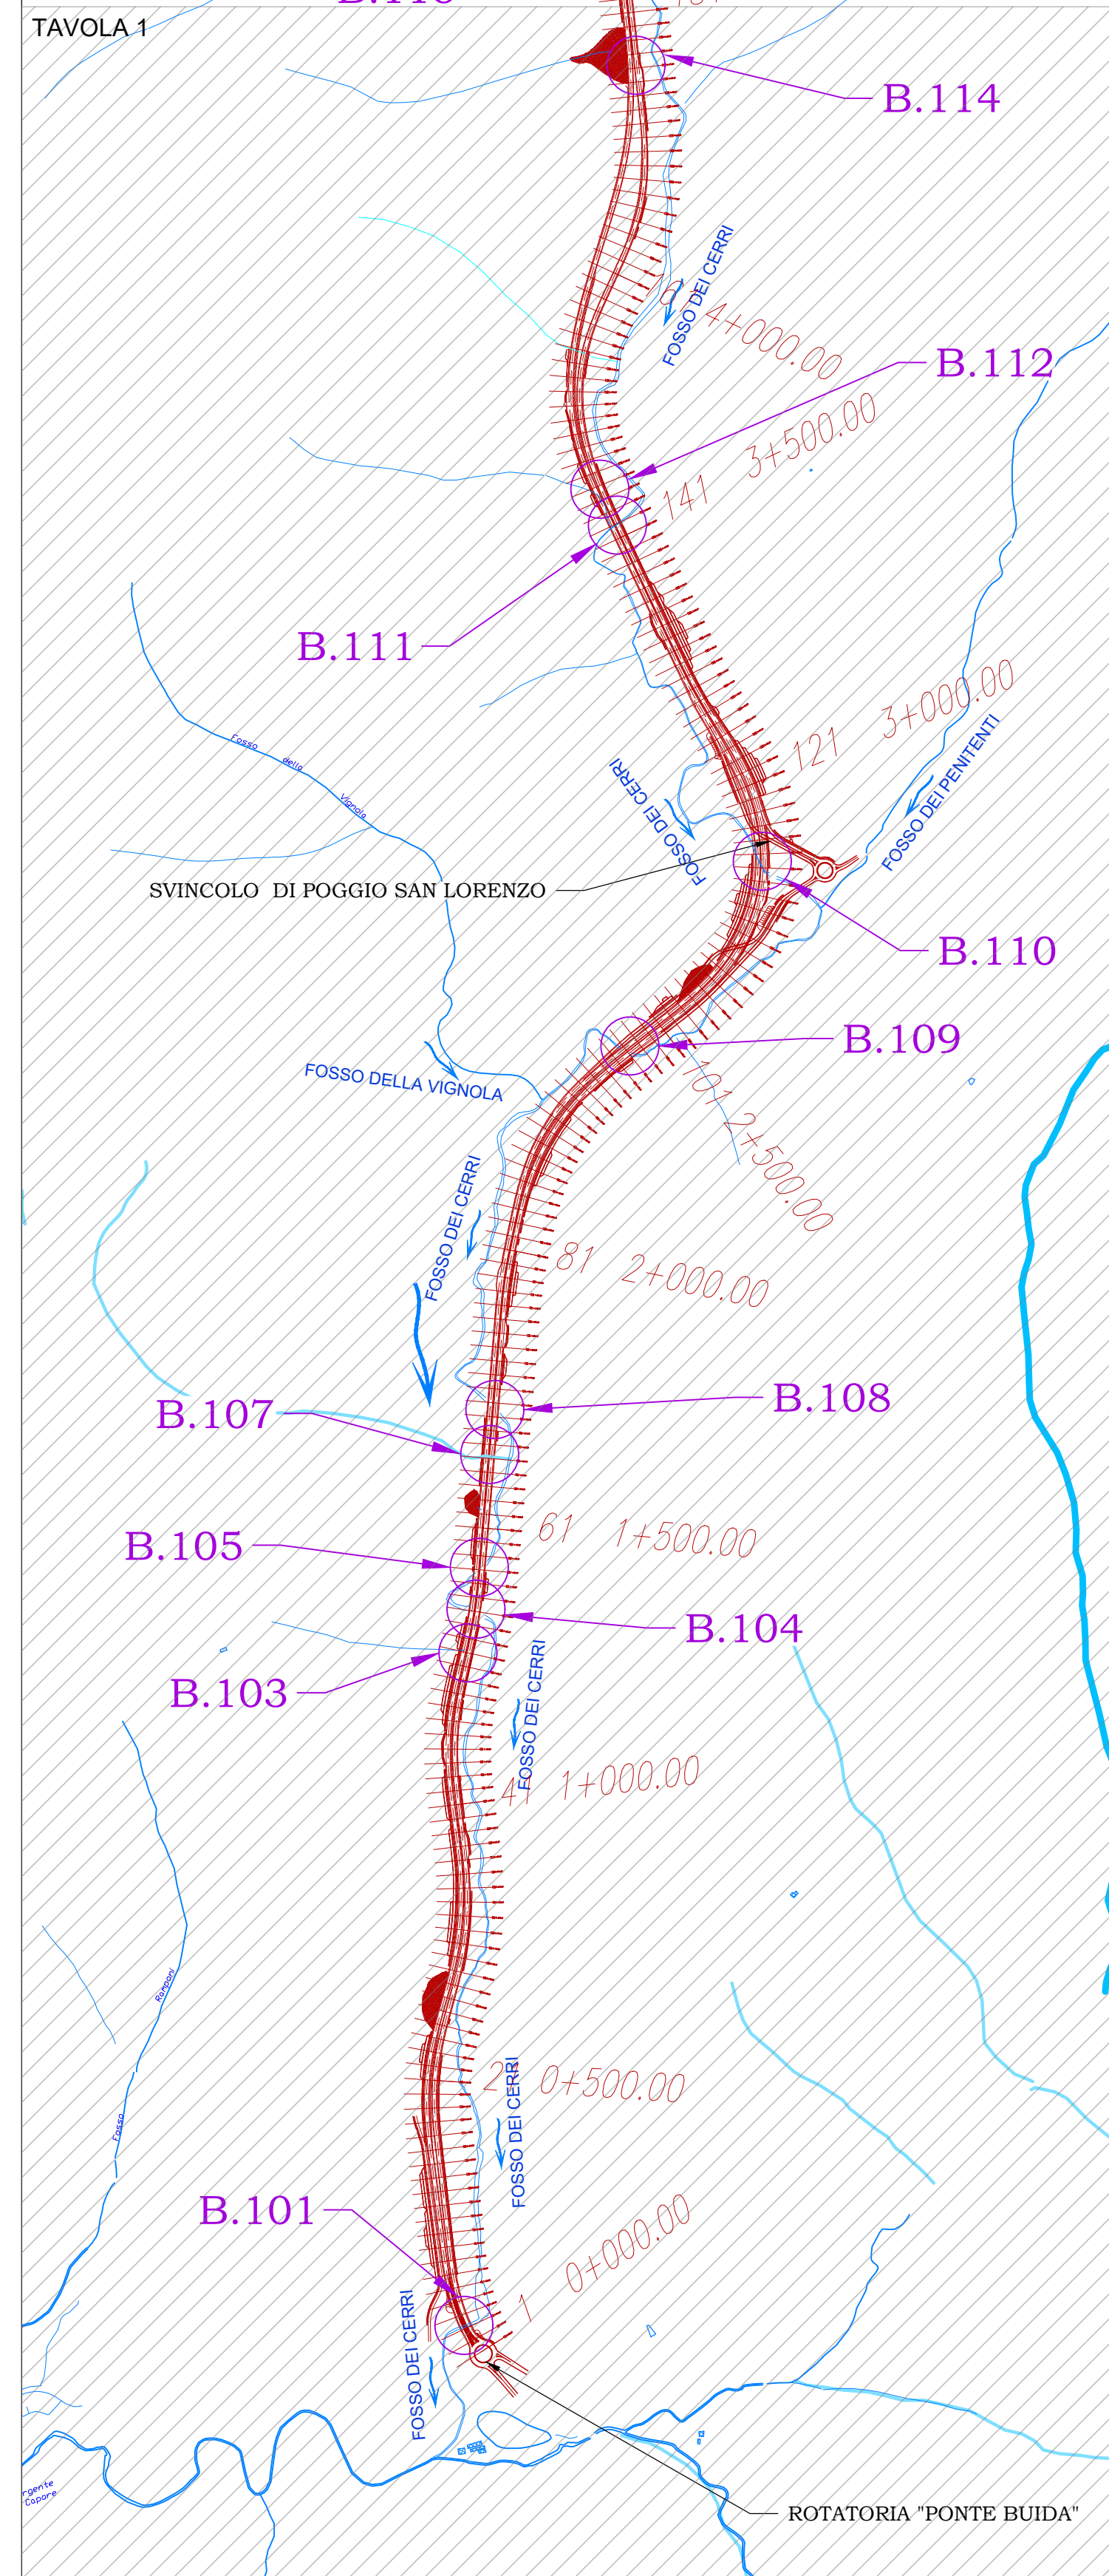 TAVOLA 1
B.114
FOSSO DEI CERRI
4+000.00
B.112
3+500.00
141
B.111
3+000.00
121
FOSSO DEI PENITENTI
Fosso
della
Vignola
FOSSO DEI CERRI
FOSSO
SVINCOLO DI POGGIO SAN LORENZO
B.110
B.109
101 2+500.00
FOSSO DELLA VIGNOLA
FOSSO DEI CERRI
81 2+000.00
B.108
B.107
61 1+500.00
B.105
B.104
B.103
FOSSO DEI CERRI
41 1+000.00
Ramponi
Fosso
0+500.00
FOSSO DEI CERRI
B.101
0+000.00
1
FOSSO DEI CERRI
rgente
Capore
ROTATORIA "PONTE BUIDA"